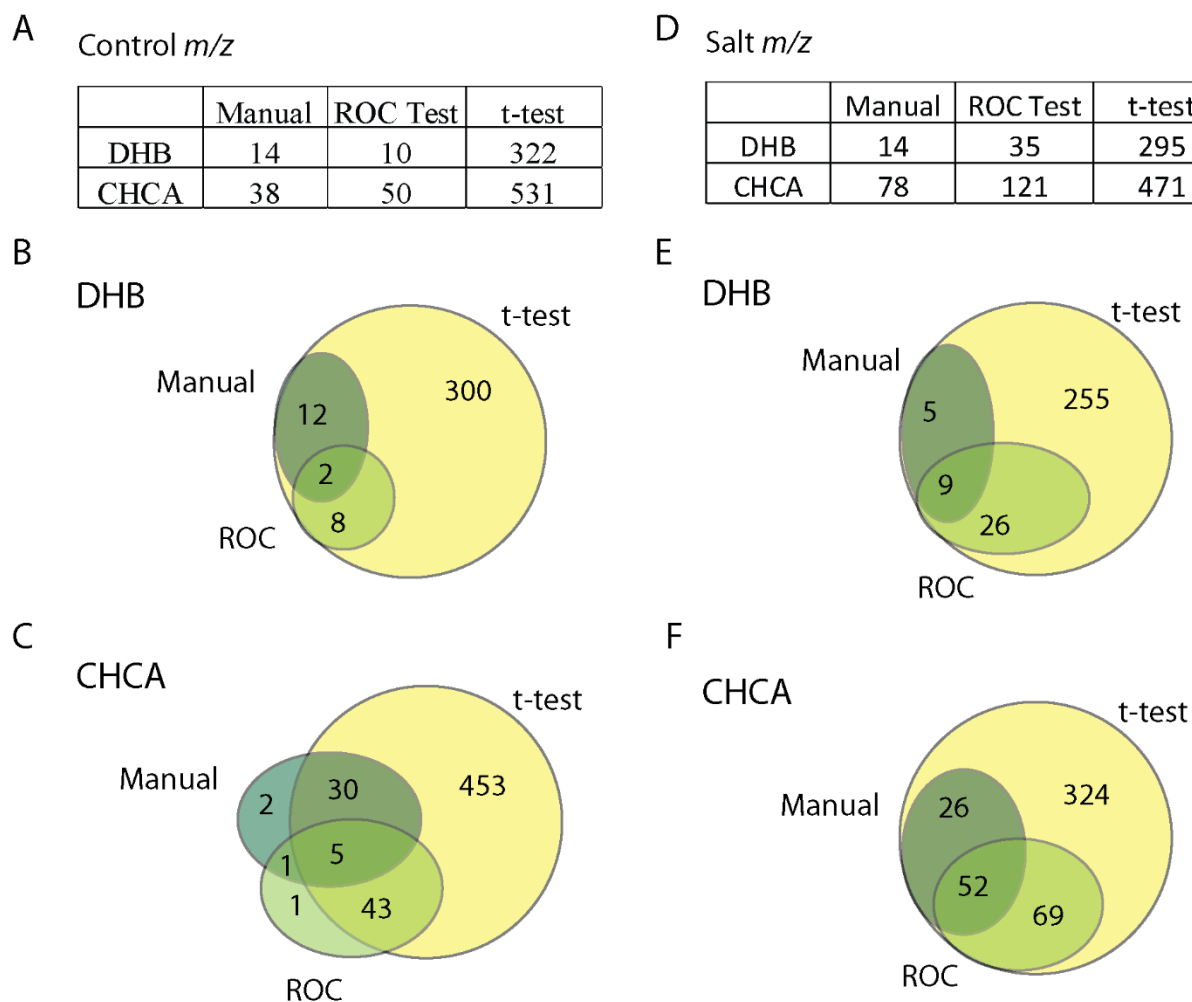 A
Control m/z
Manual ROC Test t-test
DHB 14 10 322
CHCA 38 50 531
B
DHB
t-test
Manual
300
12
2
8
ROC
C
CHCA
t-test
Manual
2
30
453
1
5
1
43
ROC
D
Salt m/z
Manual ROC Test t-test
DHB 14 35 295
CHCA 78 121 471
E
DHB
t-test
Manual
5
255
9
26
ROC
F
CHCA
t-test
Manual
26
324
52
69
ROC